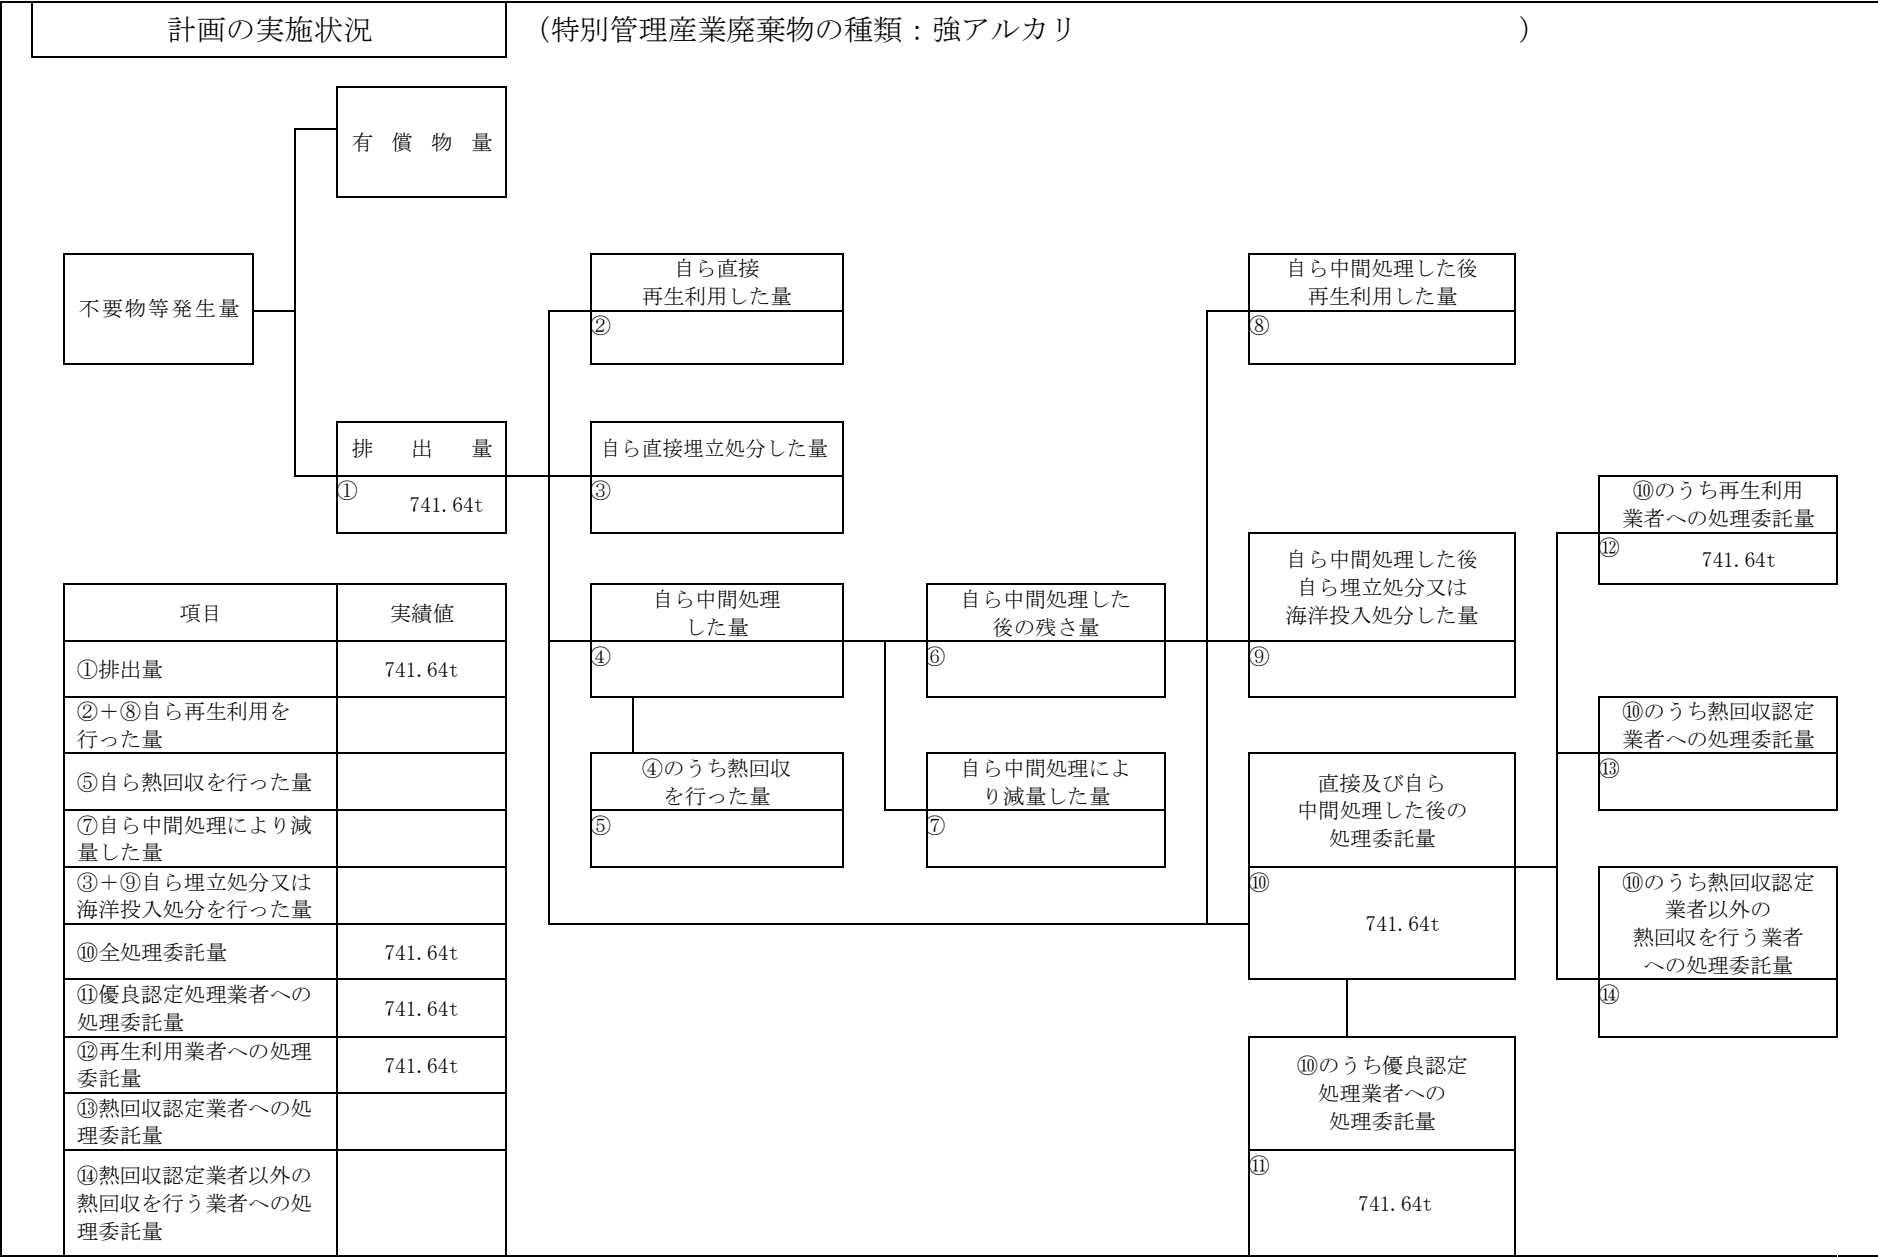 計画の実施状況
（特別管理産業廃棄物の種類：強アルカリ　　　　　　　　　　　　　　　）
有償物量
不要物等発生量
自ら直接
再生利用した量
②
自ら中間処理した後
再生利用した量
⑧
排出量
①
741.64t
自ら直接埋立処分した量
③
⑩のうち再生利用
業者への処理委託量
⑫
741.64t
自ら中間処理した後
自ら埋立処分又は
海洋投入処分した量
⑨
自ら中間処理
した量
④
自ら中間処理した
後の残さ量
⑥
⑩のうち熱回収認定
業者への処理委託量
⑬
④のうち熱回収
を行った量
⑤
自ら中間処理によ
り減量した量
⑦
直接及び自ら
中間処理した後の
処理委託量
⑩
741.64t
⑩のうち熱回収認定
業者以外の
熱回収を行う業者
への処理委託量
⑭
⑩のうち優良認定
処理業者への
処理委託量
⑪
741.64t
項目 実績値
①排出量 741.64t
②＋⑧自ら再生利用を
行った量
⑤自ら熱回収を行った量
⑦自ら中間処理により減
量した量
③＋⑨自ら埋立処分又は
海洋投入処分を行った量
⑩全処理委託量 741.64t
⑪優良認定処理業者への
処理委託量 741.64t
⑫再生利用業者への処理
委託量 741.64t
⑬熱回収認定業者への処
理委託量
⑭熱回収認定業者以外の
熱回収を行う業者への処
理委託量